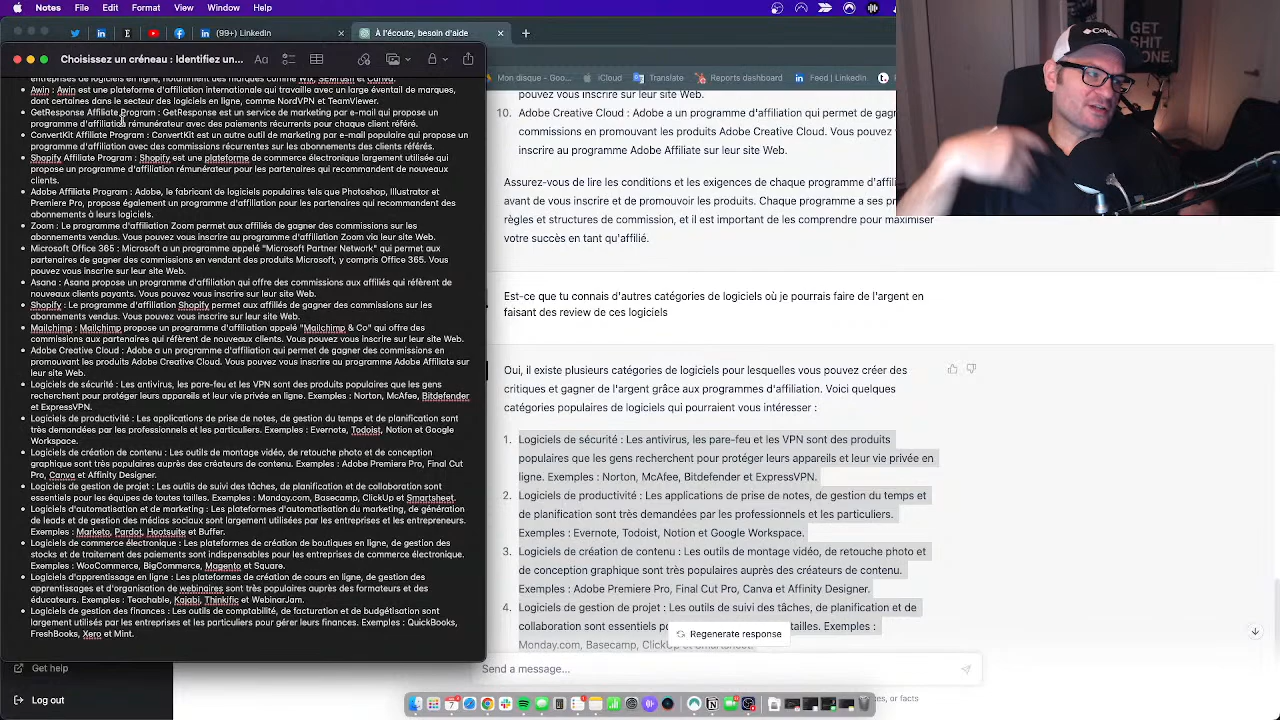 Notes File Edit Format View Window Help
(99+) LinkedIn
À l'écoute, besoin d'aide
Choisissez un créneau : Identifiez un...
Mon disque - Google...
iCloud
Translate
Reports dashboard
entreprises de logiciels en ligne, notamment des marques comme Wix, SEMrush et Canva.
Awin : Awin est une plateforme d'affiliation internationale qui travaille avec un large éventail de marques,
dont certaines dans le secteur des logiciels en ligne, comme NordVPN et TeamViewer.
GetResponse Affiliate Program : GetResponse est un service de marketing par e-mail qui propose un
programme d'affiliation rémunérateur avec des paiements récurrents pour chaque client référé.
ConvertKit Affiliate Program : ConvertKit est un autre outil de marketing par e-mail populaire qui propose un
programme d'affiliation avec des commissions récurrentes sur les abonnements des clients référés.
Shopify Affiliate Program : Shopify est une plateforme de commerce électronique largement utilisée qui
propose un programme d'affiliation rémunérateur pour les partenaires qui recommandent de nouveaux
clients.
Adobe Affiliate Program : Adobe, le fabricant de logiciels populaires tels que Photoshop, Illustrator et
Premiere Pro, propose également un programme d'affiliation pour les partenaires qui recommandent des
abonnements à leurs logiciels.
Zoom : Le programme d'affiliation Zoom permet aux affiliés de gagner des commissions sur les
abonnements vendus. Vous pouvez vous inscrire au programme d'affiliation Zoom via leur site Web.
Microsoft Office 365 : Microsoft a un programme appelé "Microsoft Partner Network" qui permet aux
partenaires de gagner des commissions en vendant des produits Microsoft, y compris Office 365. Vous
pouvez vous inscrire sur leur site Web.
Asana : Asana propose un programme d'affiliation qui offre des commissions aux affiliés qui réfèrent de
nouveaux clients payants. Vous pouvez vous inscrire sur leur site Web.
Shopify : Le programme d'affiliation Shopify permet aux affiliés de gagner des commissions sur les
abonnements vendus. Vous pouvez vous inscrire sur leur site Web.
Mailchimp : Mailchimp propose un programme d'affiliation appelé "Mailchimp & Co" qui offre des
commissions aux partenaires qui réfèrent de nouveaux clients. Vous pouvez vous inscrire sur leur site Web.
Adobe Creative Cloud : Adobe a un programme d'affiliation qui permet de gagner des commissions en
promouvant les produits Adobe Creative Cloud. Vous pouvez vous inscrire au programme Adobe Affiliate sur
leur site Web.
Logiciels de sécurité : Les antivirus, les pare-feu et les VPN sont des produits populaires que les gens
recherchent pour protéger leurs appareils et leur vie privée en ligne. Exemples : Norton, McAfee, Bitdefender
et ExpressVPN.
Logiciels de productivité : Les applications de prise de notes, de gestion du temps et de planification sont
très demandées par les professionnels et les particuliers. Exemples : Evernote, Todoist, Notion et Google
Workspace.
Logiciels de création de contenu : Les outils de montage vidéo, de retouche photo et de conception
graphique sont très populaires auprès des créateurs de contenu. Exemples : Adobe Premiere Pro, Final Cut
Pro, Canva et Affinity Designer.
Logiciels de gestion de projet : Les outils de suivi des tâches, de planification et de collaboration sont
essentiels pour les équipes de toutes tailles. Exemples : Monday.com, Basecamp, ClickUp et Smartsheet.
Logiciels d'automatisation et de marketing : Les plateformes d'automatisation du marketing, de génération
de leads et de gestion des médias sociaux sont largement utilisées par les entreprises et les entrepreneurs.
Exemples : Marketo, Pardot, Hootsuite et Buffer.
Logiciels de commerce électronique : Les plateformes de création de boutiques en ligne, de gestion des
stocks et de traitement des paiements sont indispensables pour les entreprises de commerce électronique.
Exemples : WooCommerce, BigCommerce, Magento et Square.
Logiciels d'apprentissage en ligne : Les plateformes de création de cours en ligne, de gestion des
apprentissages et d'organisation de webinaires sont très populaires auprès des formateurs et des
éducateurs. Exemples : Teachable, Kajabi, Thinkific et WebinarJam.
Logiciels de gestion des finances : Les outils de comptabilité, de facturation et de budgétisation sont
largement utilisés par les entreprises et les particuliers pour gérer leurs finances. Exemples : QuickBooks,
FreshBooks, Xero et Mint.
Get help
Log out
pouvez vous inscrire sur leur site Web.
10. Adobe Creative Cloud : Adobe a un programme d'affil
de gagner des commissions en promouvant les produits
inscrire au programme Adobe Affiliate sur leur site Web.
Assurez-vous de lire les conditions et les exigences de chaque programme d'affil
avant de vous inscrire et de promouvoir les produits. Chaque programme a ses pr
règles et structures de commission, et il est important de les comprendre pour maximiser
votre succès en tant qu'affilié.
Est-ce que tu connais d'autres catégories de logiciels où je pourrais faire de l'argent en
faisant des review de ces logiciels
Oui, il existe plusieurs catégories de logiciels pour lesquelles vous pouvez créer des
critiques et gagner de l'argent grâce aux programmes d'affiliation. Voici quelques
catégories populaires de logiciels qui pourraient vous intéresser :
1. Logiciels de sécurité : Les antivirus, les pare-feu et les VPN sont des produits
populaires que les gens recherchent pour protéger leurs appareils et leur vie privée en
ligne. Exemples : Norton, McAfee, Bitdefender et ExpressVPN.
2. Logiciels de productivité : Les applications de prise de notes, de gestion du temps et
de planification sont très demandées par les professionnels et les particuliers.
Exemples : Evernote, Todoist, Notion et Google Workspace.
3. Logiciels de création de contenu : Les outils de montage vidéo, de retouche photo et
de conception graphique sont très populaires auprès des créateurs de contenu.
Exemples : Adobe Premiere Pro, Final Cut Pro, Canva et Affinity Designer.
4. Logiciels de gestion de projet : Les outils de suivi des tâches, de planification et de
collaboration sont essentiels po
tailles. Exemples :
Monday.com, Basecamp, ClickUp et Smartsheet.
Regenerate response
Send a message...
es, or facts
GET
SHIT
DONE.